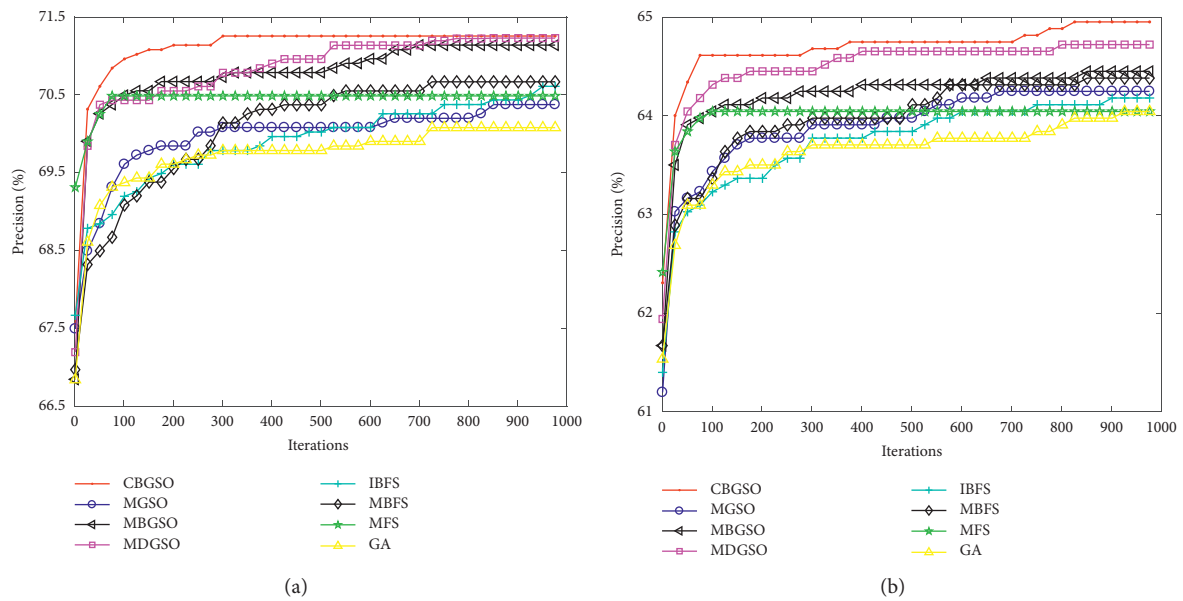 71.5
70.5
69.5
68.5
67.5
66.5
Precision (%)
0 100 200 300 400 500 600 700 800 900 1000
Iterations
CBGSO
MGSO
MBGSO
MDGSO
IBFS
MBFS
MFS
GA
(a)
65
64
63
62
61
Precision (%)
0 100 200 300 400 500 600 700 800 900 1000
Iterations
CBGSO
MGSO
MBGSO
MDGSO
IBFS
MBFS
MFS
GA
(b)